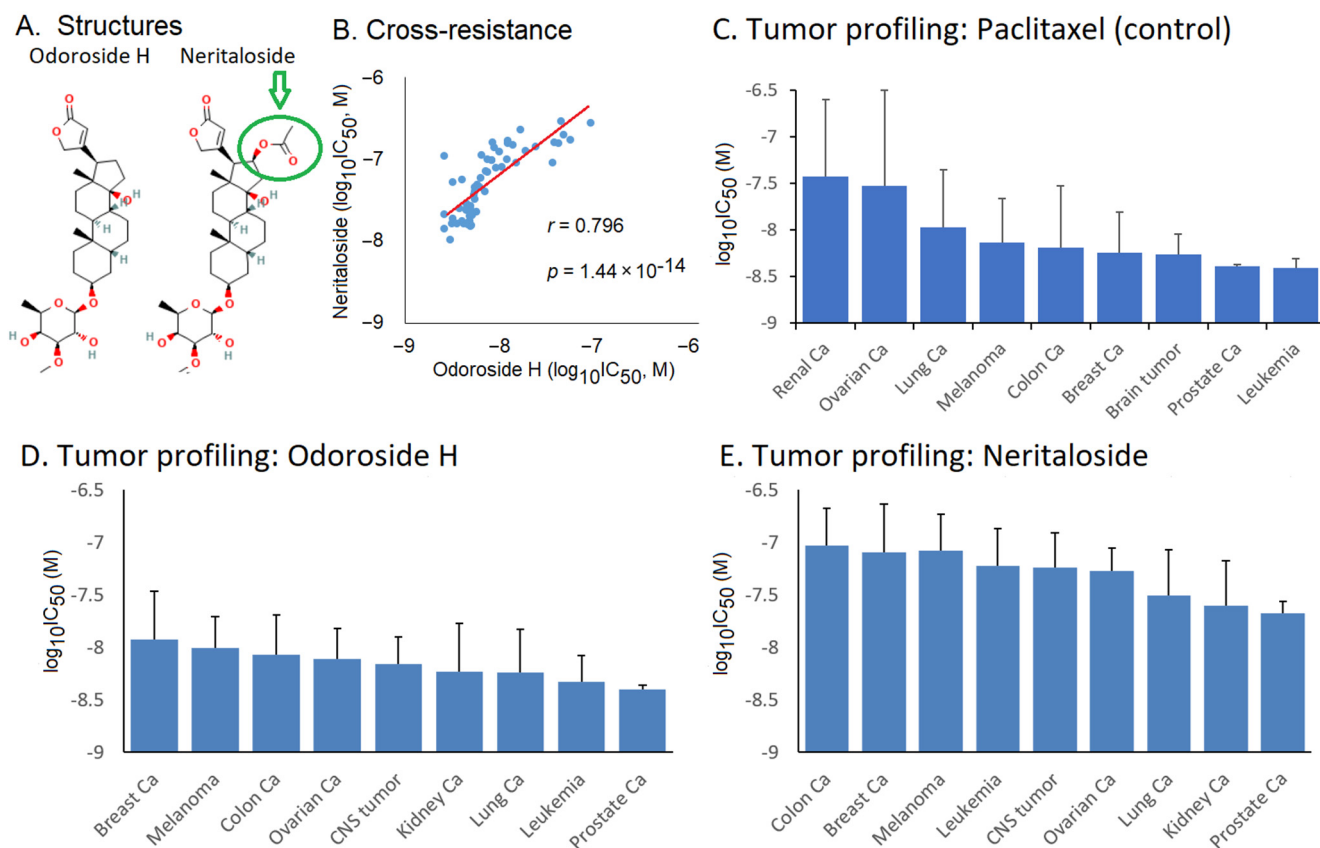 A. Structures
Odoroside H
Neritaloside
O
O
O
H
O
H
H
O
O
O
H
H
O
O
O
O
O
O
O
H
O
H
H
O
O
O
H
H
O
O
B. Cross-resistance
Neritaloside (log10IC50, M)
–6
–7
–8
–9
r = 0.796
p = 1.44 × 10-14
–9
–8
–7
–6
Odoroside H (log10IC50, M)
C. Tumor profiling: Paclitaxel (control)
log10IC50 (M)
-6.5
-7
-7.5
-8
-8.5
-9
Renal Ca
Ovarian Ca
Lung Ca
Melanoma
Colon Ca
Breast Ca
Brain tumor
Prostate Ca
Leukemia
D. Tumor profiling: Odoroside H
log10IC50 (M)
-6.5
-7
-7.5
-8
-8.5
-9
Breast Ca
Melanoma
Colon Ca
Ovarian Ca
CNS tumor
Kidney Ca
Lung Ca
Leukemia
Prostate Ca
E. Tumor profiling: Neritaloside
log10IC50 (M)
-6.5
-7
-7.5
-8
-8.5
-9
Colon Ca
Breast Ca
Melanoma
Leukemia
CNS tumor
Ovarian Ca
Lung Ca
Kidney Ca
Prostate Ca